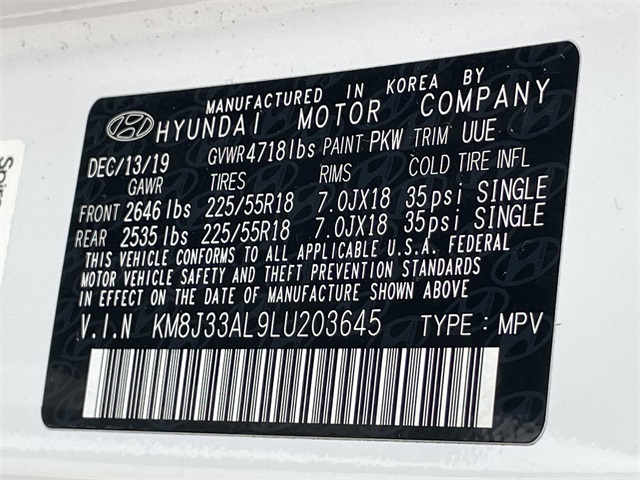 MANUFACTURED IN KOREA BY
HYUNDAI MOTOR COMPANY
DEC/13/19 GVWR4718lbs PAINT PKW TRIM UUE
GAWR TIRES RIMS COLD TIRE INFL
FRONT 2646 lbs 225/55R18 7.0JX18 35psi SINGLE
REAR 2535 lbs 225/55R18 7.0JX18 35psi SINGLE
THIS VEHICLE CONFORMS TO ALL APPLICABLE U.S.A. FEDERAL
MOTOR VEHICLE SAFETY AND THEFT PREVENTION STANDARDS
IN EFFECT ON THE DATE OF MANUFACTURE SHOWN ABOVE
V.I.N KM8J33AL9LU203645 TYPE : MPV